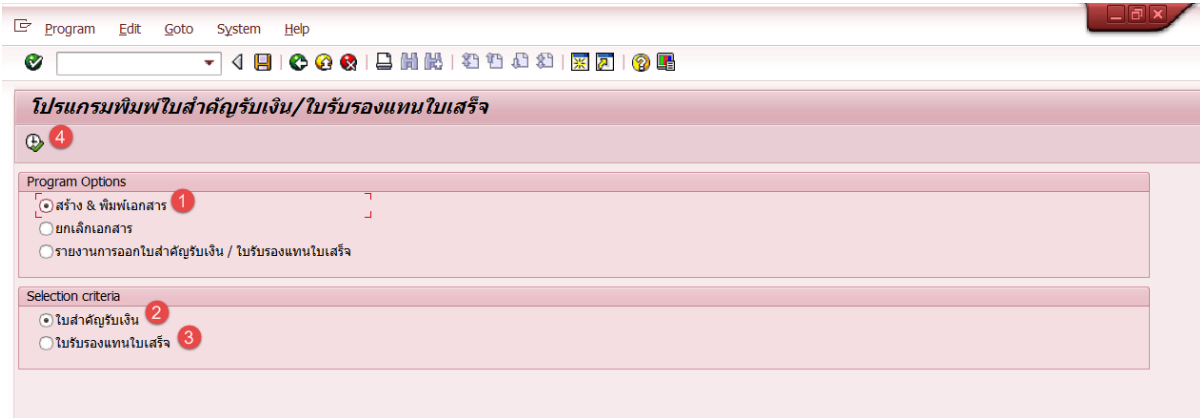 Program Edit Goto System Help
โปรแกรมพิมพ์ใบสำคัญรับเงิน/ใบรับรองแทนใบเสร็จ
4
Program Options
สร้าง & พิมพ์เอกสาร 1
ยกเลิกเอกสาร
รายงานการออกใบสำคัญรับเงิน / ใบรับรองแทนใบเสร็จ
Selection criteria
ใบสำคัญรับเงิน 2
ใบรับรองแทนใบเสร็จ 3